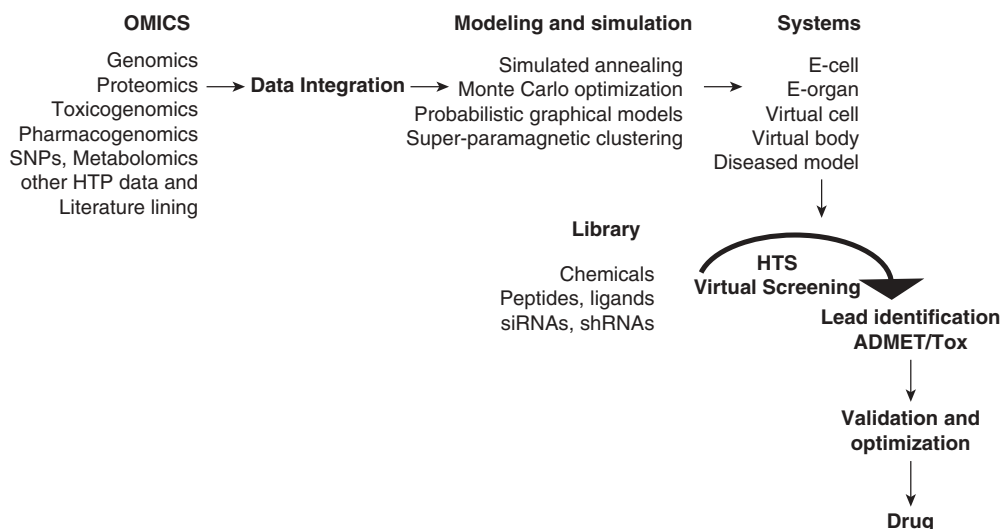 OMICS
Genomics
Proteomics
Toxicogenomics
Pharmacogenomics
SNPs, Metabolomics
other HTP data and
Literature lining
Data Integration
Modeling and simulation
Simulated annealing
Monte Carlo optimization
Probabilistic graphical models
Super-paramagnetic clustering
Systems
E-cell
E-organ
Virtual cell
Virtual body
Diseased model
Library
Chemicals
Peptides, ligands
siRNAs, shRNAs
HTS
Virtual Screening
Lead identification
ADMET/Tox
Validation and
optimization
Drug